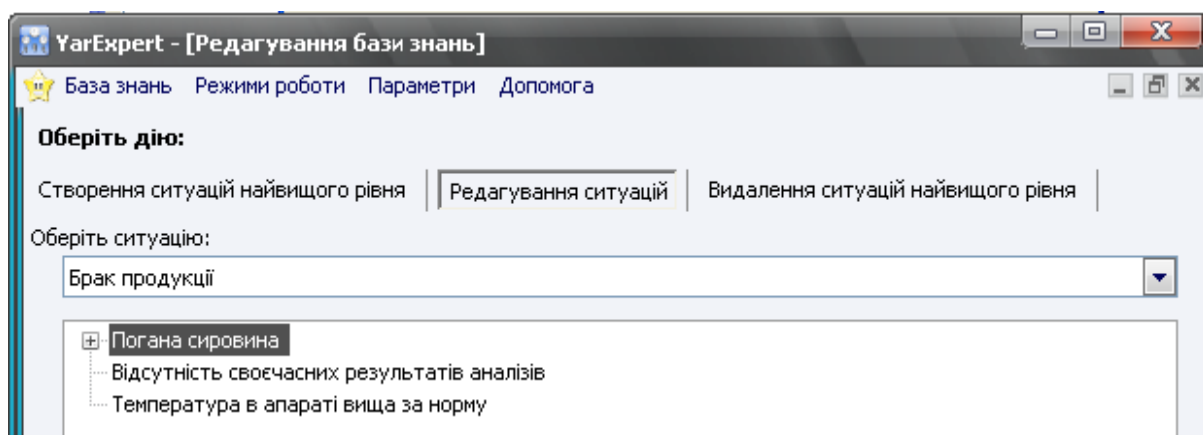 YarExpert - [Редагування бази знань]
База знань Режими роботи Параметри Допомога
Оберіть дію:
Створення ситуацій найвищого рівня Редагування ситуацій Видалення ситуацій найвищого рівня
Оберіть ситуацію:
Брак продукції
Погана сировина
Відсутність своєчасних результатів аналізів
Температура в апараті вища за норму